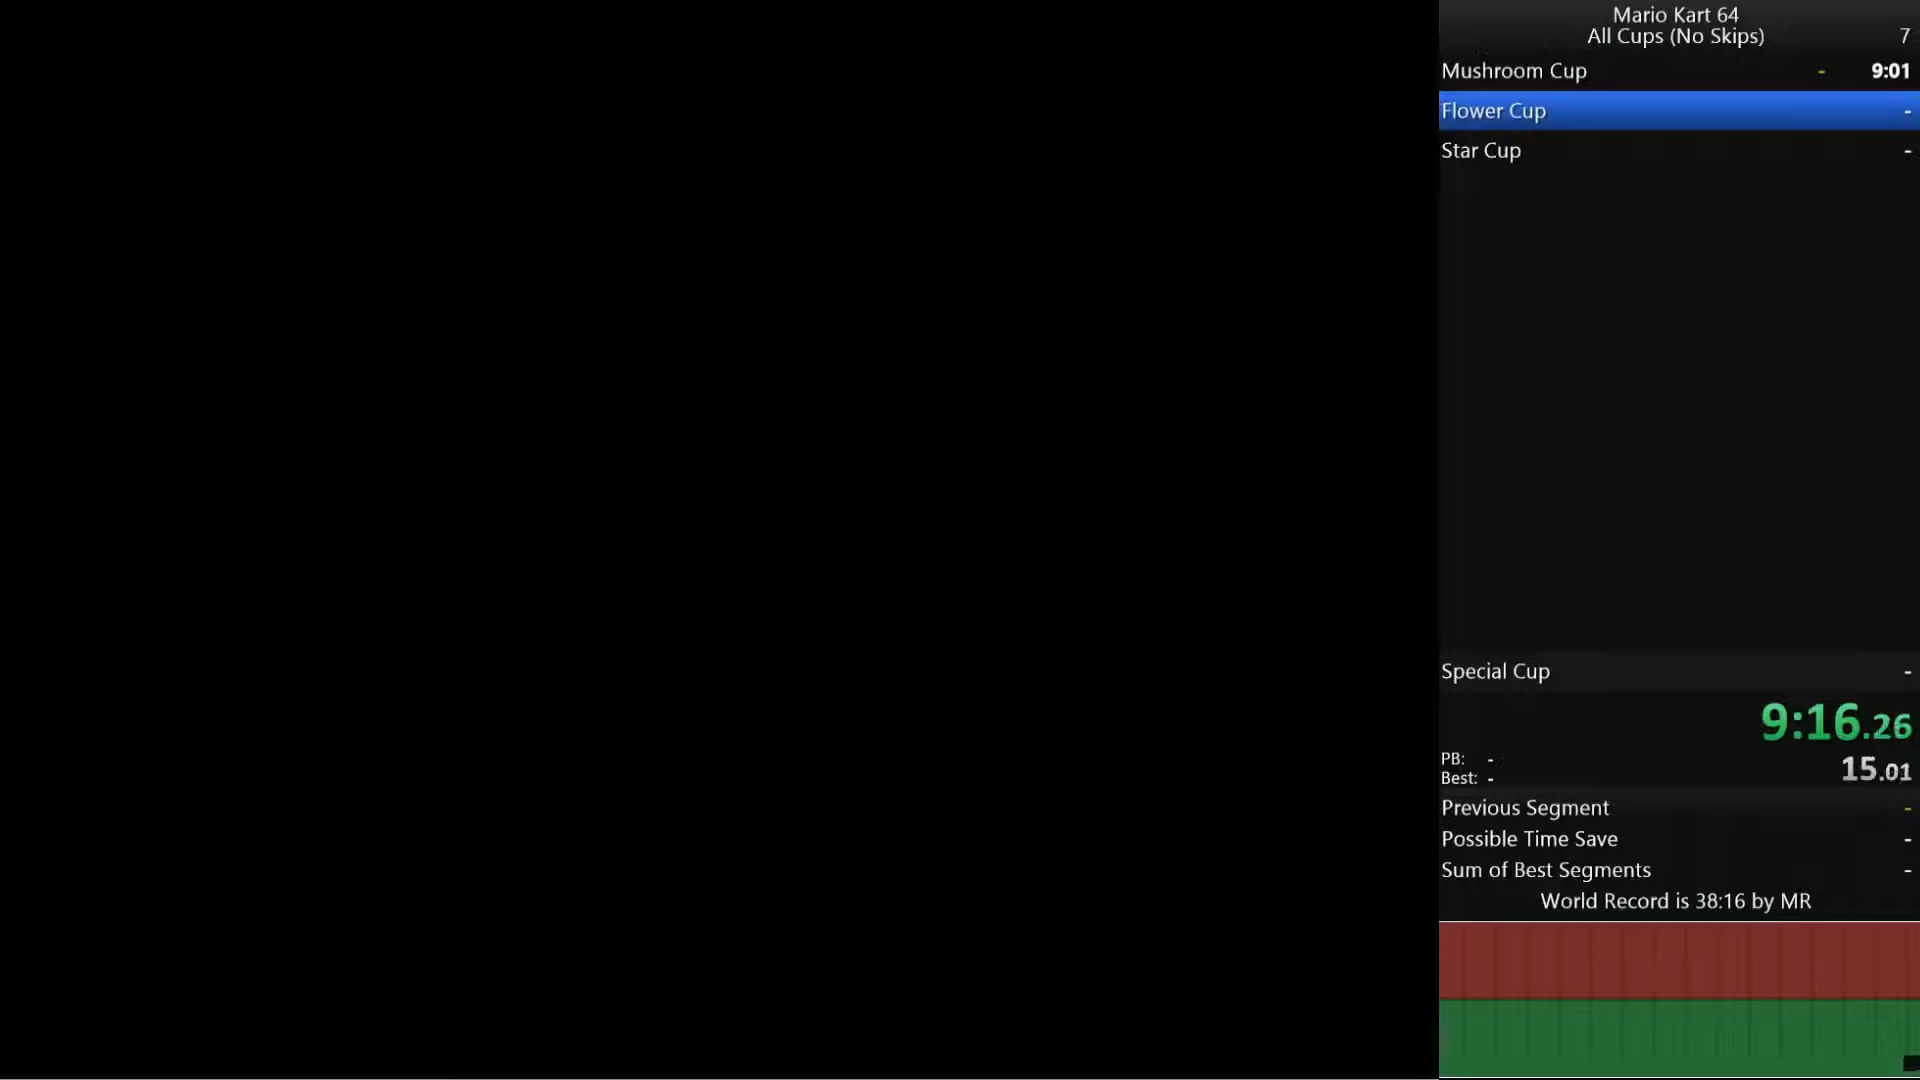 Mario Kart 64
All Cups (No Skips) 7
Mushroom Cup - 9:01
Flower Cup -
Star Cup -
Special Cup -
9:16.26
PB: -
15.01
Best: -
Previous Segment -
Possible Time Save -
Sum of Best Segments -
World Record is 38:16 by MR